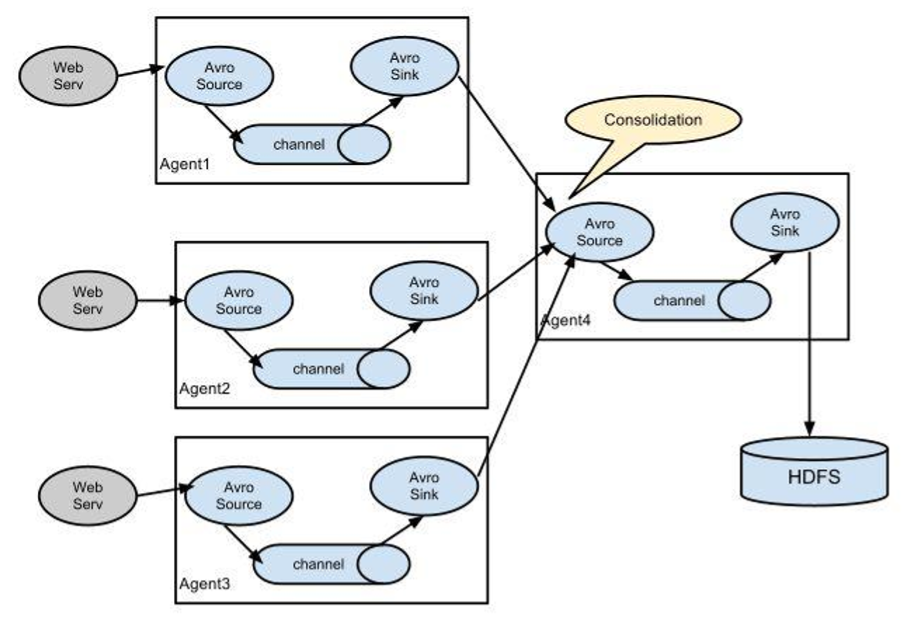 Web
Serv
Avro
Source
Avro
Sink
channel
Agent1
Consolidation
Avro
Source
Avro
Sink
channel
Agent4
Web
Serv
Avro
Source
Avro
Sink
channel
Agent2
Web
Serv
Avro
Source
Avro
Sink
channel
Agent3
HDFS